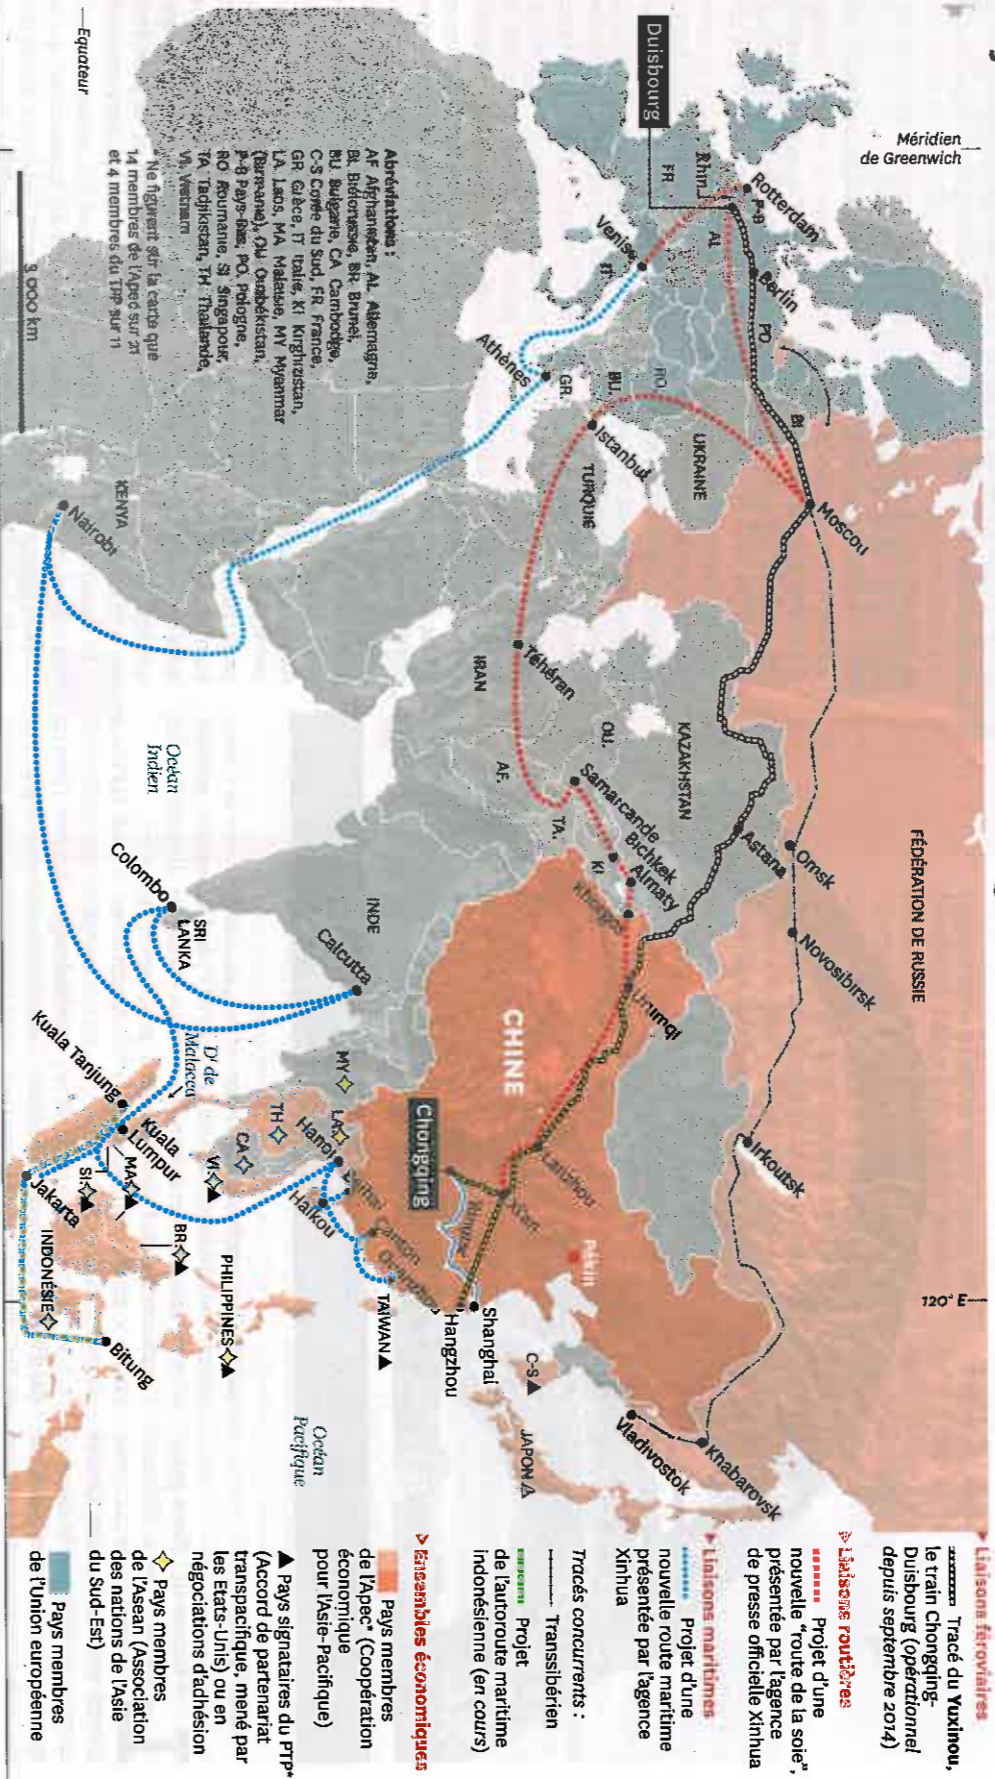 Méridien
de Greenwich
120° E
Equateur
Duisbourg
Rotterdam
P-B
Rhin
FR
AL.
Berlin
PO
BI
Venise
IT.
Athènes
GR.
BU.
RO.
UKRAINE
Istanbul
TURQUIE
Moscou
FÉDÉRATION DE RUSSIE
Omsk
Novosibirsk
Irkoutsk
Khabarovsk
Vladivostok
Astana
KAZAKHSTAN
OU.
Samarcande
Bichkek
Almaty
Khorgos
KI
TA.
AF.
Téhéran
IRAN
Urumqi
CHINE
Lanzhou
Xi'an
Pékin
Chongqing
Shanghai
Hangzhou
C-S
JAPON
TAIWAN
Canton
Haikou
Hanoï
LA
MY
TH
CA
VI
INDE
Calcutta
SRI
LANKA
Colombo
Dt de
Malacca
Kuala Tanjung
Kuala
Lumpur
MA
SI
BR.
PHILIPPINES
Jakarta
INDONÉSIE
Bitung
KENYA
Nairobi
Océan
Indien
Océan
Pacifique
Abréviations :
AF Afghanistan, AL Allemagne,
BI. Biélorussie, BR Brunei,
BU. Bulgarie, CA Cambodge,
C-S Corée du Sud, FR France,
GR Grèce, IT Italie, KI Kirghizistan,
LA Laos, MA Malaisie, MY Myanmar
(Birmanie), OU Ouzbékistan,
P-B Pays-Bas, PO. Pologne,
RO Roumanie, SI Singapour,
TA Tadjikistan, TH Thaïlande,
VI. Vietnam
* Ne figurent sur la carte que
14 membres de l'Apec sur 21
et 4 membres du TPP sur 11
3 000 km
> Liaisons ferroviaires
Tracé du Yuxinou,
le train Chongqing-
Duisbourg (opérationnel
depuis septembre 2014)
> Liaisons routières
Projet d'une
nouvelle "route de la soie",
présentée par l'agence
de presse officielle Xinhua
> Liaisons maritimes
Projet d'une
nouvelle route maritime
présentée par l'agence
Xinhua
Tracés concurrents :
Transsibérien
Projet
de l'autoroute maritime
indonésienne (en cours)
> Ensembles économiques
Pays membres
de l'Apec* (Coopération
économique
pour l'Asie-Pacifique)
Pays signataires du PTP*
(Accord de partenariat
transpacifique, mené par
les Etats-Unis) ou en
négociations d'adhésion
Pays membres
de l'Asean (Association
des nations de l'Asie
du Sud-Est)
Pays membres
de l'Union européenne